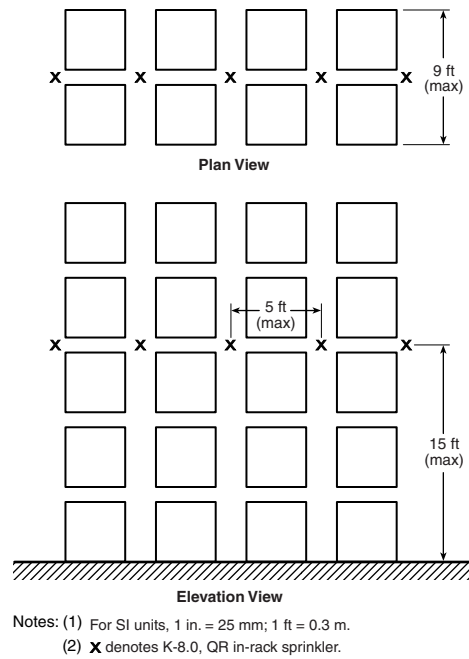 X X X X X
9 ft
(max)
Plan View
5 ft
(max)
X X X X X
15 ft
(max)
Elevation View
Notes: (1) For SI units, 1 in. = 25 mm; 1 ft = 0.3 m.
(2) X denotes K-8.0, QR in-rack sprinkler.